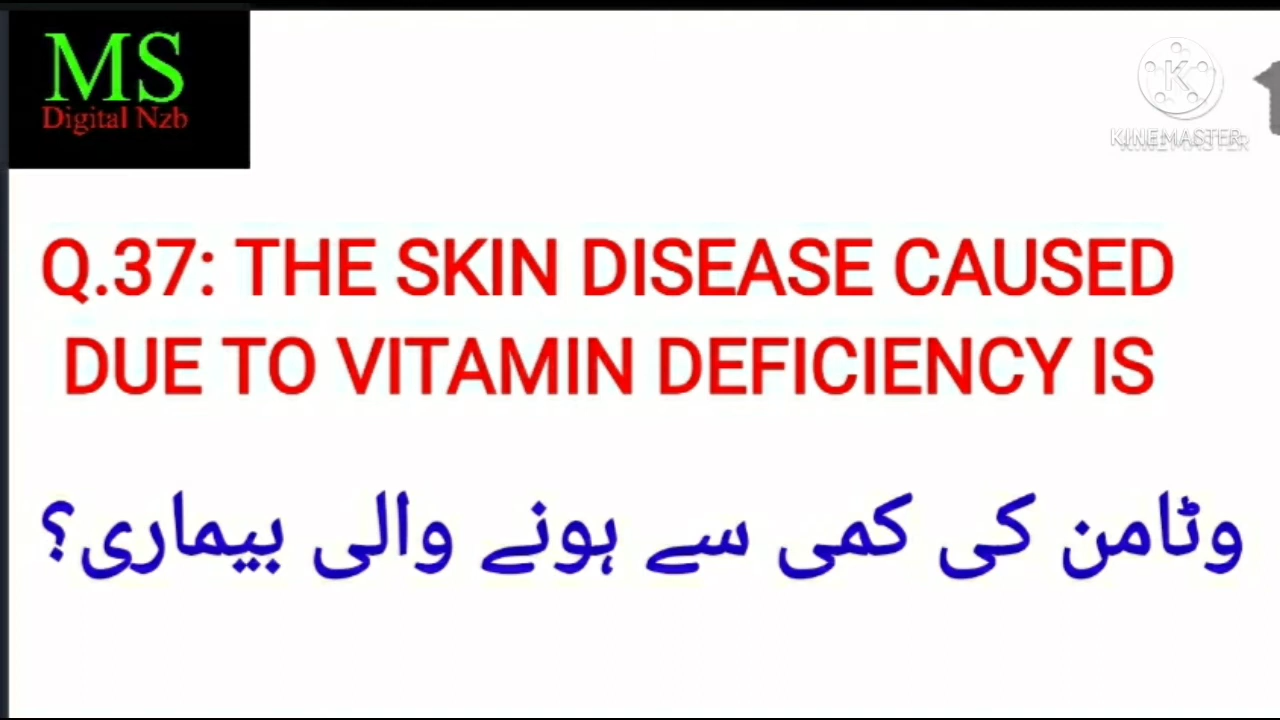 MS
Digital Nzb
K
KINEMASTER
Q.37: THE SKIN DISEASE CAUSED
DUE TO VITAMIN DEFICIENCY IS
وٹامن کی کمی سے ہونے والی بیماری؟